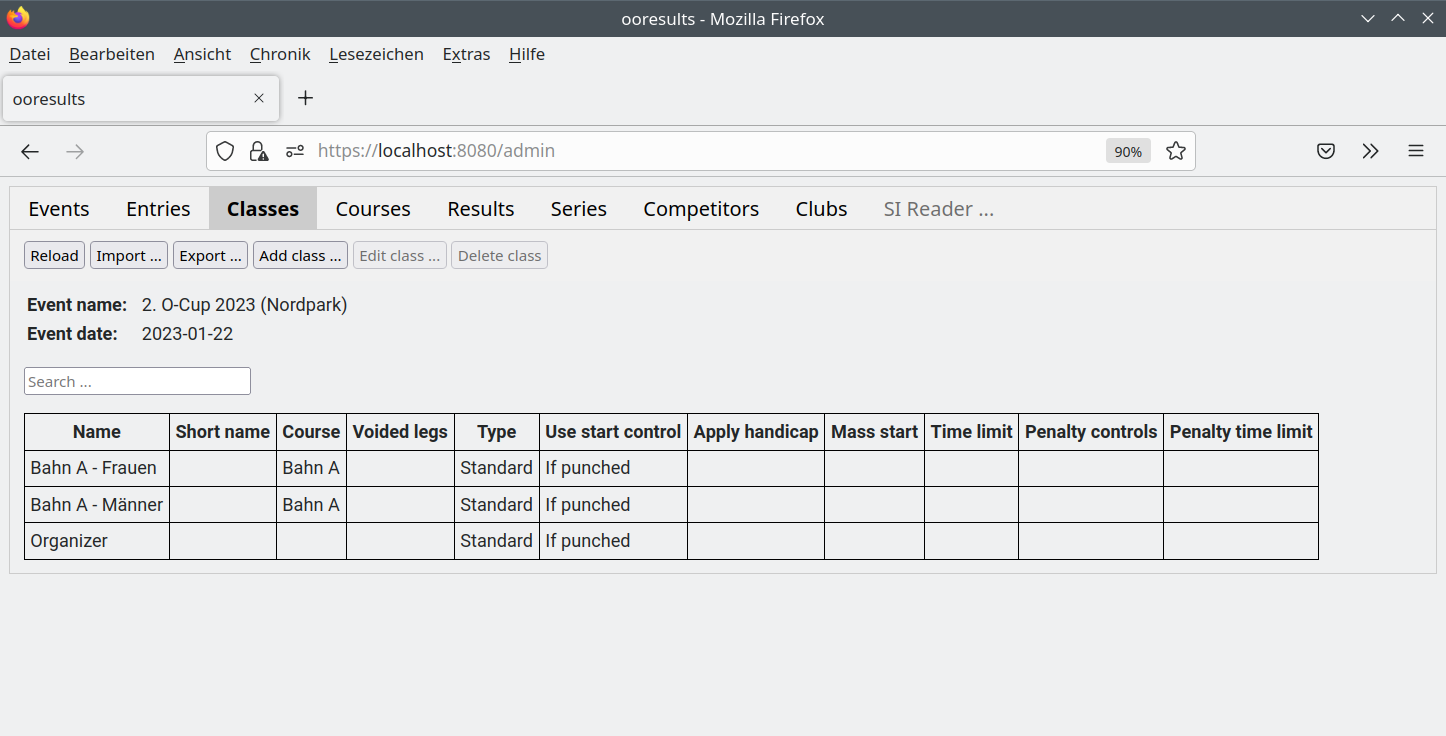 ooresults - Mozilla Firefox
Datei Bearbeiten Ansicht Chronik Lesezeichen Extras Hilfe
ooresults
https://localhost:8080/admin 90%
Events Entries Classes Courses Results Series Competitors Clubs SI Reader ...
Reload Import ... Export ... Add class ... Edit class ... Delete class
Event name: 2. O-Cup 2023 (Nordpark)
Event date: 2023-01-22
Search ...
Name Short name Course Voided legs Type Use start control Apply handicap Mass start Time limit Penalty controls Penalty time limit
Bahn A - Frauen Bahn A Standard If punched
Bahn A - Männer Bahn A Standard If punched
Organizer Standard If punched